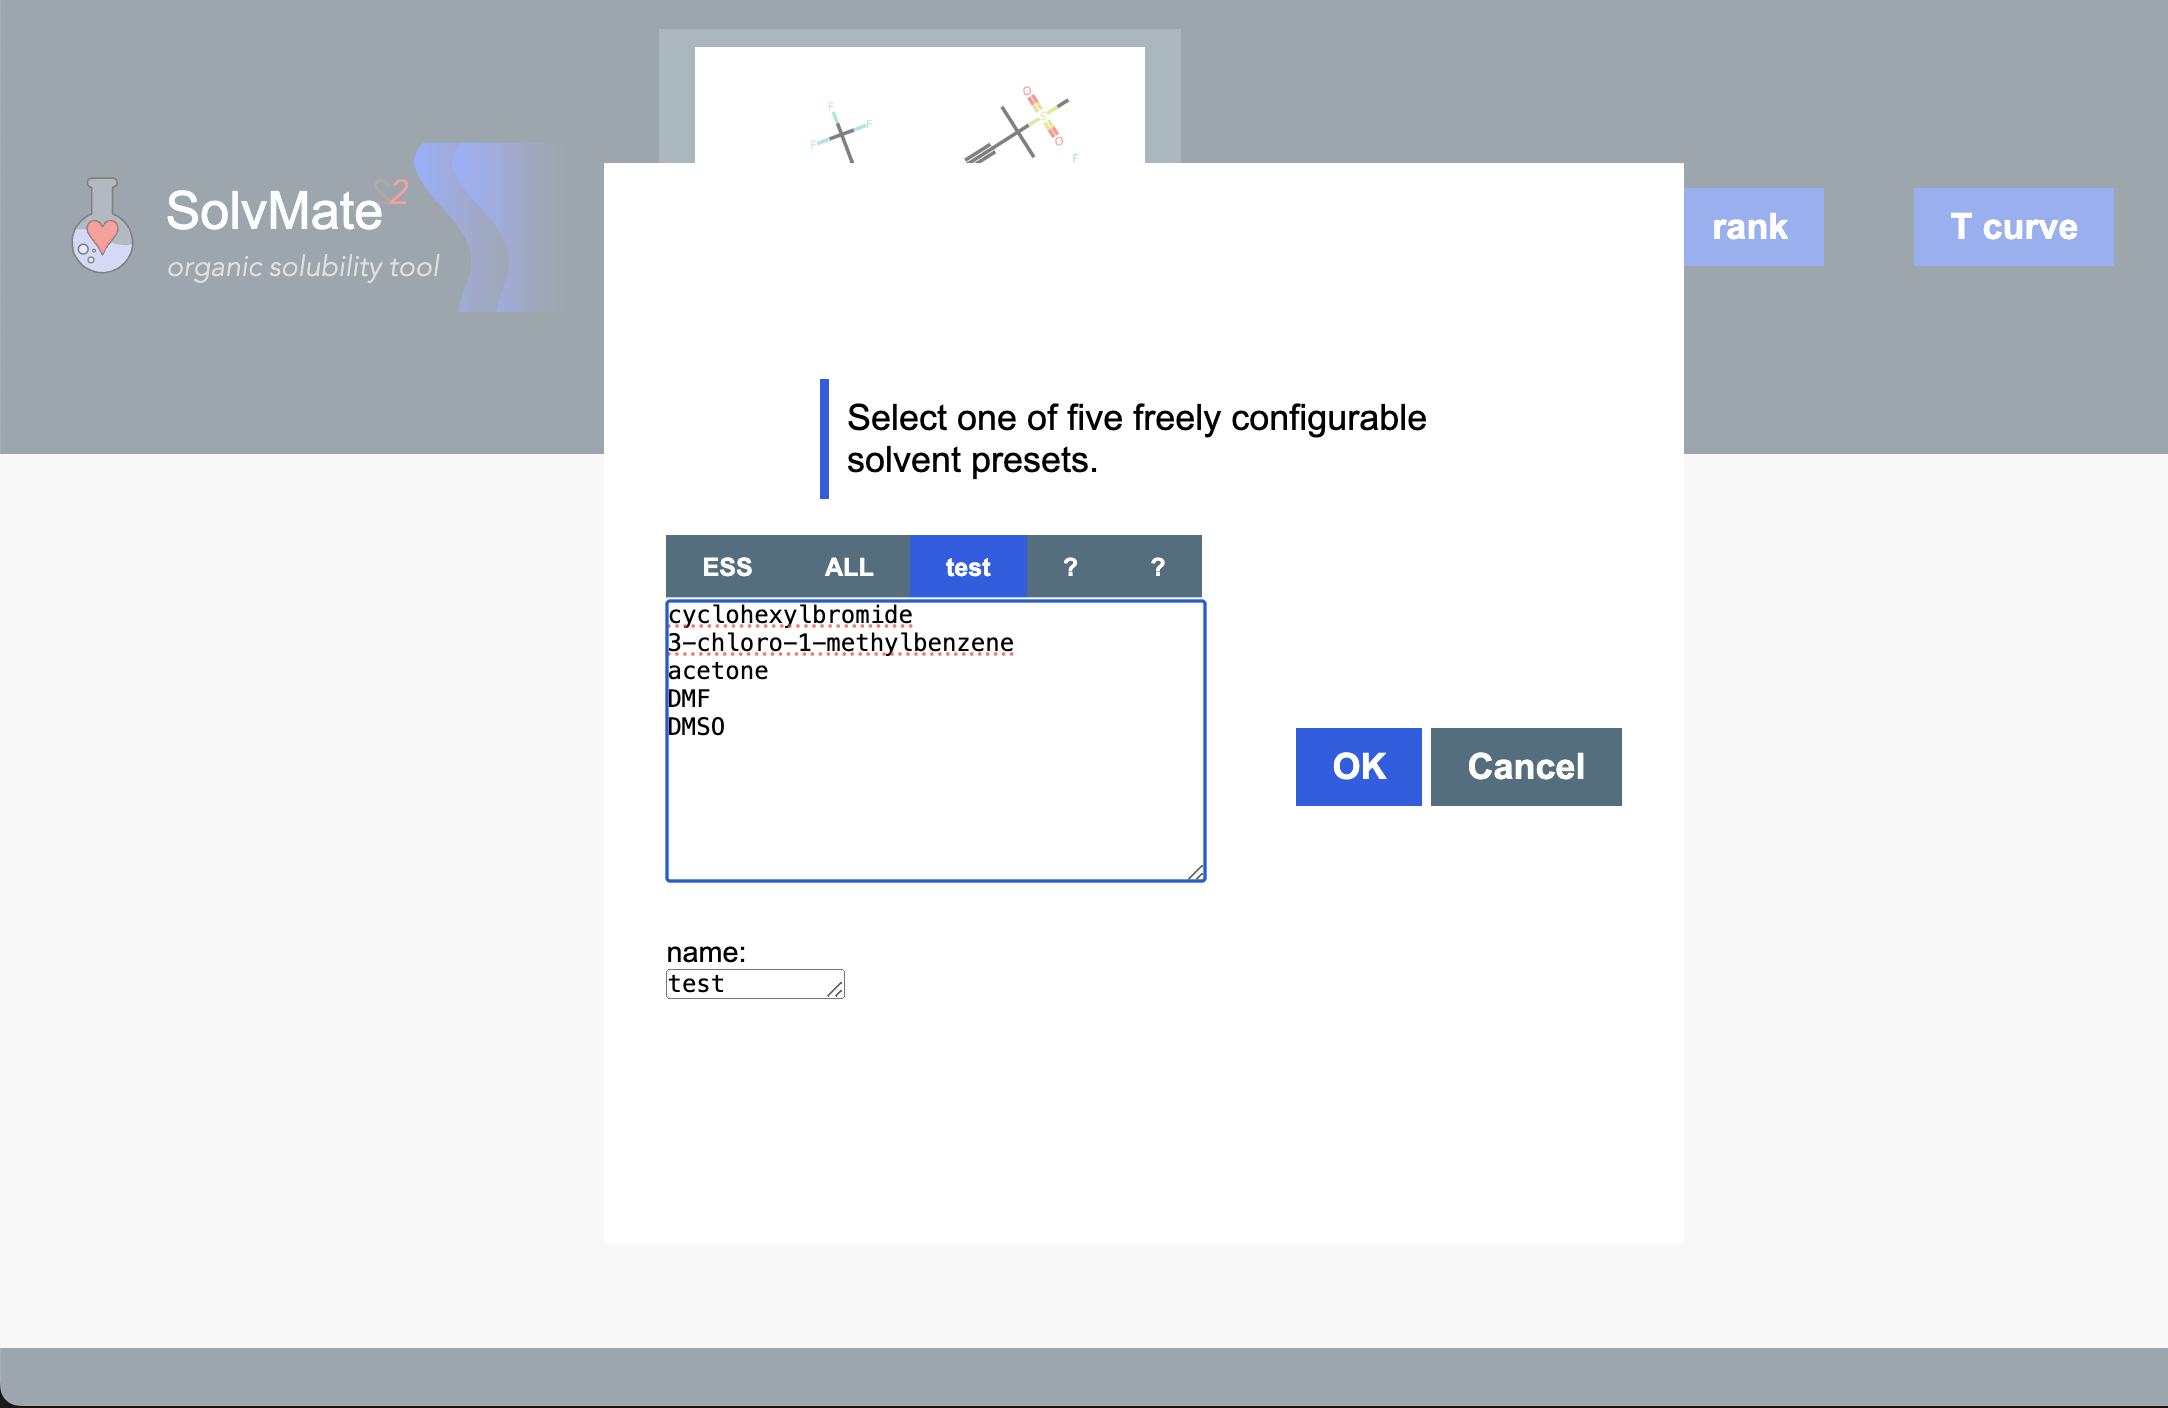 O
F
F
F
S
O
F
SolvMate
2
organic solubility tool
rank
T curve
Select one of five freely configurable
solvent presets.
ESS ALL test ? ?
cyclohexylbromide
3-chloro-1-methylbenzene
acetone
DMF
DMSO
OK Cancel
name:
test